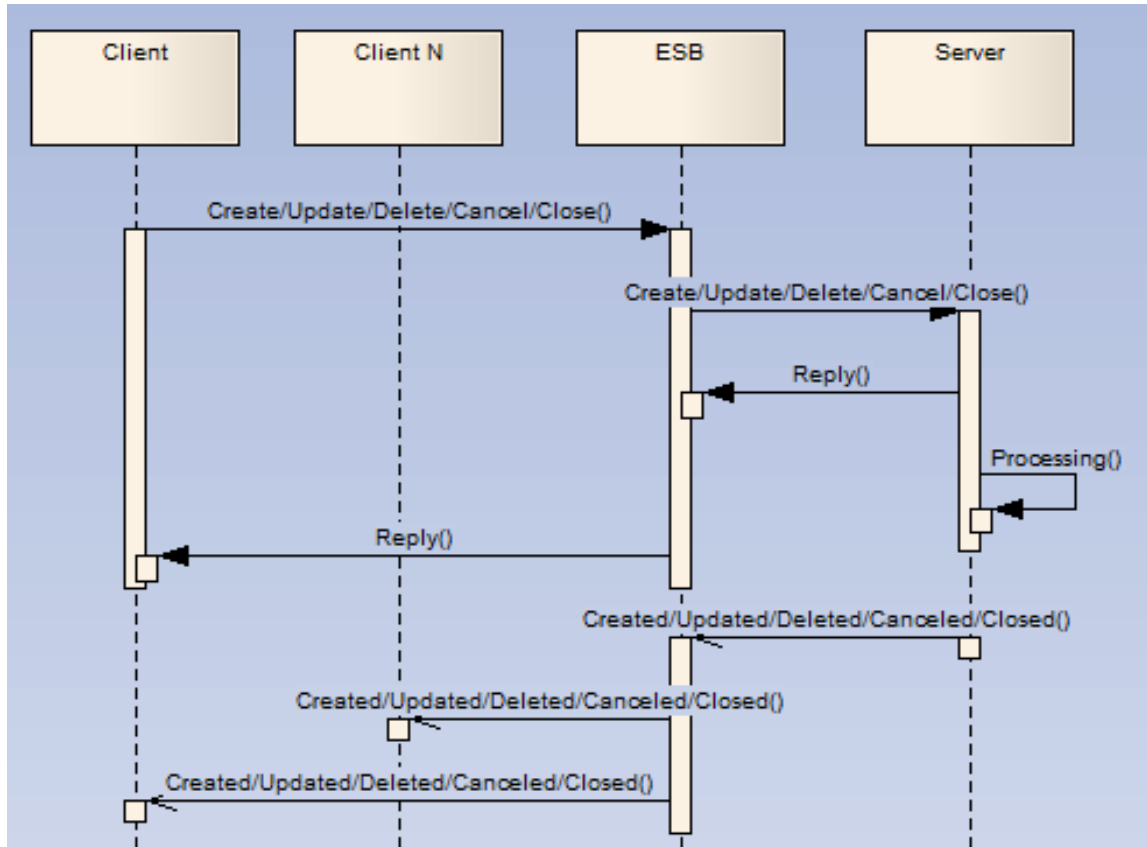 Client
Client N
ESB
Server
Create/Update/Delete/Cancel/Close()
Create/Update/Delete/Cancel/Close()
Reply()
Processing()
Reply()
Created/Updated/Deleted/Canceled/Closed()
Created/Updated/Deleted/Canceled/Closed()
Created/Updated/Deleted/Canceled/Closed()